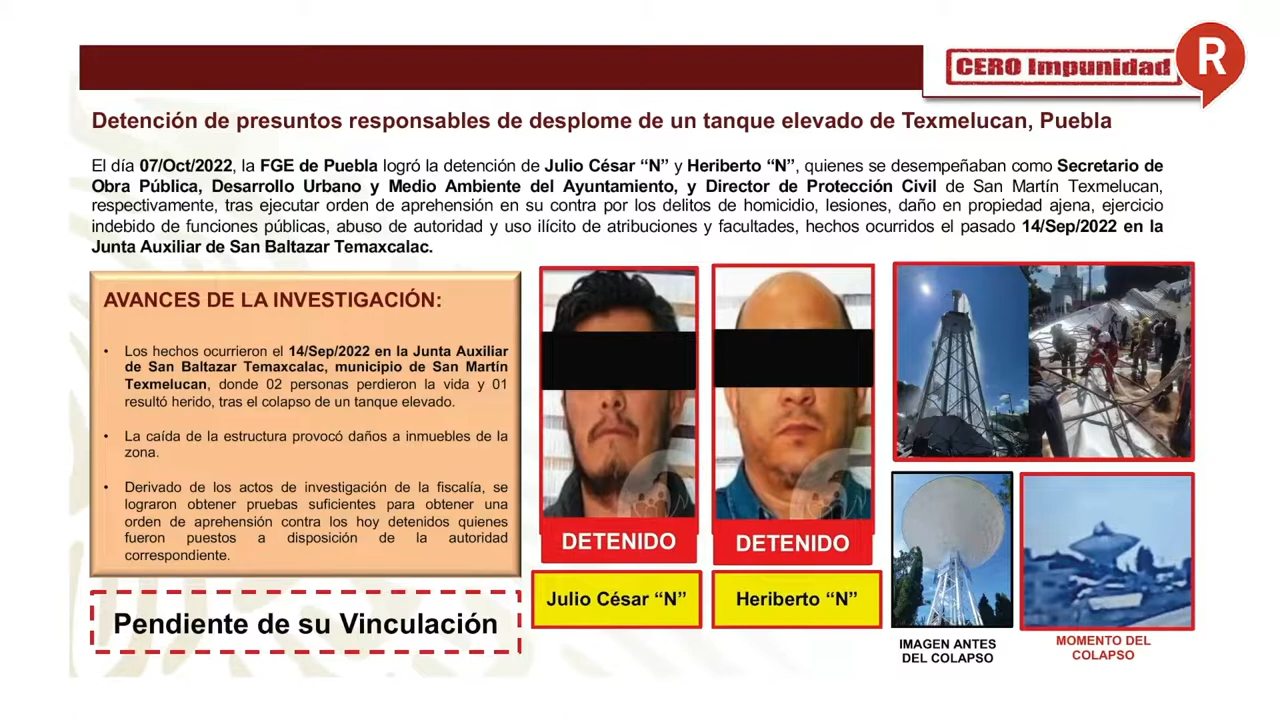 CERO Impunidad
R
Detención de presuntos responsables de desplome de un tanque elevado de Texmelucan, Puebla
El día 07/Oct/2022, la FGE de Puebla logró la detención de Julio César “N” y Heriberto “N”, quienes se desempeñaban como Secretario de
Obra Pública, Desarrollo Urbano y Medio Ambiente del Ayuntamiento, y Director de Protección Civil de San Martín Texmelucan,
respectivamente, tras ejecutar orden de aprehensión en su contra por los delitos de homicidio, lesiones, daño en propiedad ajena, ejercicio
indebido de funciones públicas, abuso de autoridad y uso ilícito de atribuciones y facultades, hechos ocurridos el pasado 14/Sep/2022 en la
Junta Auxiliar de San Baltazar Temaxcalac.
AVANCES DE LA INVESTIGACIÓN:
• Los hechos ocurrieron el 14/Sep/2022 en la Junta Auxiliar
de San Baltazar Temaxcalac, municipio de San Martín
Texmelucan, donde 02 personas perdieron la vida y 01
resultó herido, tras el colapso de un tanque elevado.
• La caída de la estructura provocó daños a inmuebles de la
zona.
• Derivado de los actos de investigación de la fiscalía, se
lograron obtener pruebas suficientes para obtener una
orden de aprehensión contra los hoy detenidos quienes
fueron puestos a disposición de la autoridad
correspondiente.
Pendiente de su Vinculación
DETENIDO
Julio César “N”
DETENIDO
Heriberto “N”
IMAGEN ANTES
DEL COLAPSO
MOMENTO DEL
COLAPSO